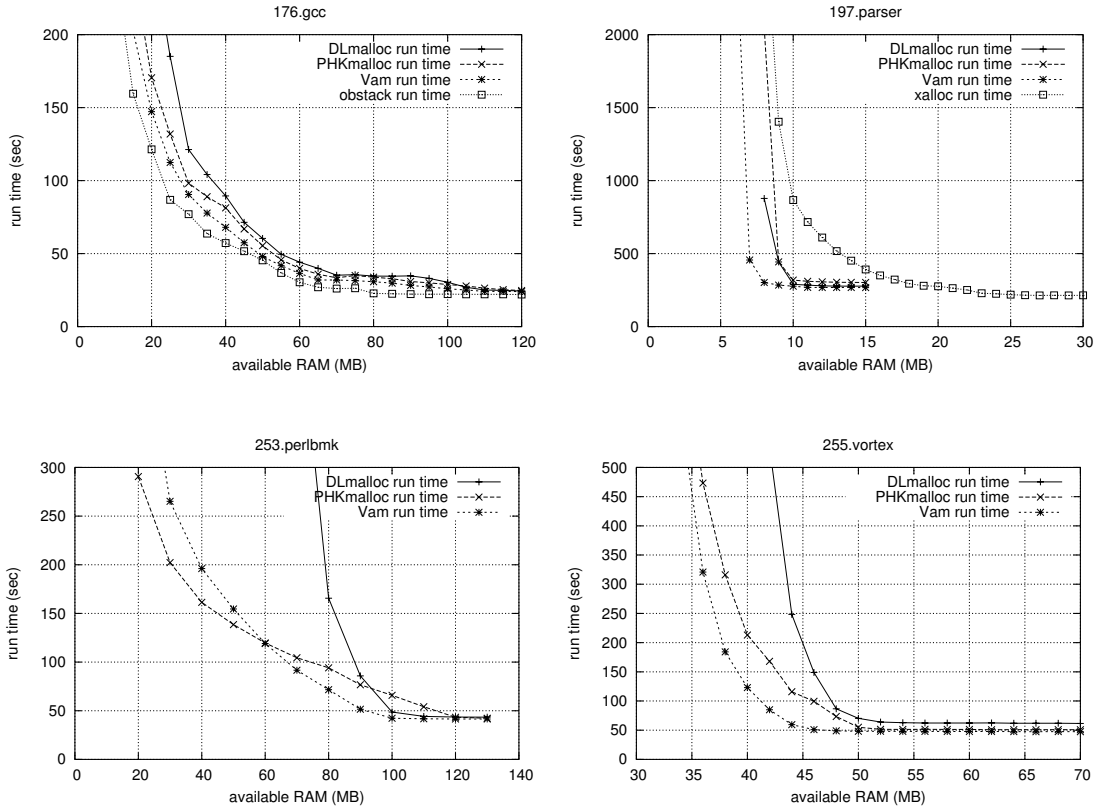 176.gcc
200
150
100
50
0
20
40
60
80
100
120
run time (sec)
available RAM (MB)
DLmalloc run time
PHKmalloc run time
Vam run time
obstack run time
197.parser
2000
1500
1000
500
0
0
5
10
15
20
25
30
run time (sec)
available RAM (MB)
DLmalloc run time
PHKmalloc run time
Vam run time
xalloc run time
253.perlbmk
300
250
200
150
100
50
0
20
40
60
80
100
120
140
run time (sec)
available RAM (MB)
DLmalloc run time
PHKmalloc run time
Vam run time
255.vortex
500
450
400
350
300
250
200
150
100
50
0
30
35
40
45
50
55
60
65
70
run time (sec)
available RAM (MB)
DLmalloc run time
PHKmalloc run time
Vam run time